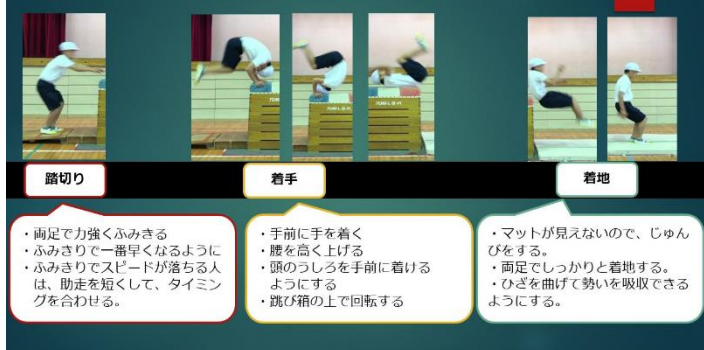 踏切り
着手
着地
・両足で力強くふみきる
・ふみきりで一番早くなるように
・ふみきりでスピードが落ちる人
は、助走を短くして、タイミン
グを合わせる。
・手前に手を着く
・腰を高く上げる
・頭のうしろを手前に着ける
ようにする
・跳び箱の上で回転する
・マットが見えないので、じゅん
びをする。
・両足でしっかりと着地する。
・ひざを曲げて勢いを吸収できる
ようにする。